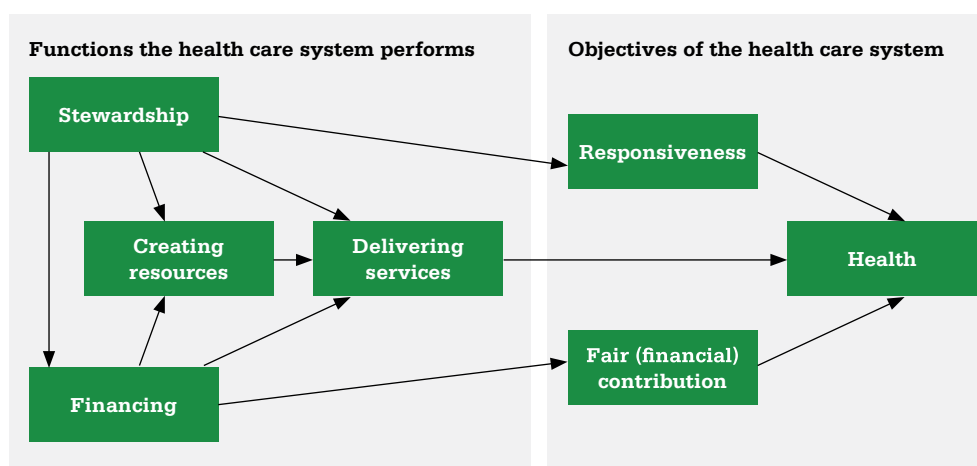 Functions the health care system performs
Stewardship
Creating
resources
Delivering
services
Financing
Objectives of the health care system
Responsiveness
Health
Fair (financial)
contribution